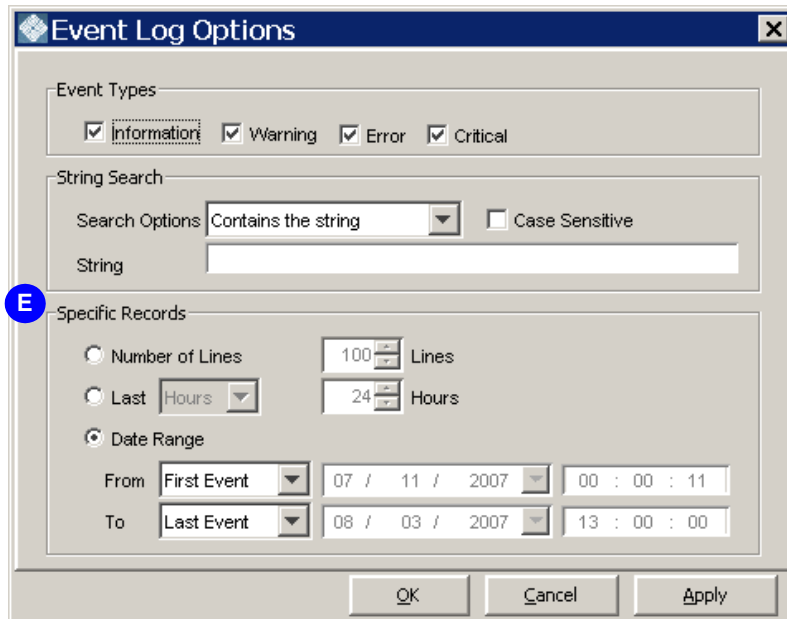 Event Log Options
Event Types
Information Warning Error Critical
String Search
Search Options Contains the string Case Sensitive
String
E
Specific Records
Number of Lines 100 Lines
Last Hours 24 Hours
Date Range
From First Event 07 / 11 / 2007 00 : 00 : 11
To Last Event 08 / 03 / 2007 13 : 00 : 00
OK Cancel Apply